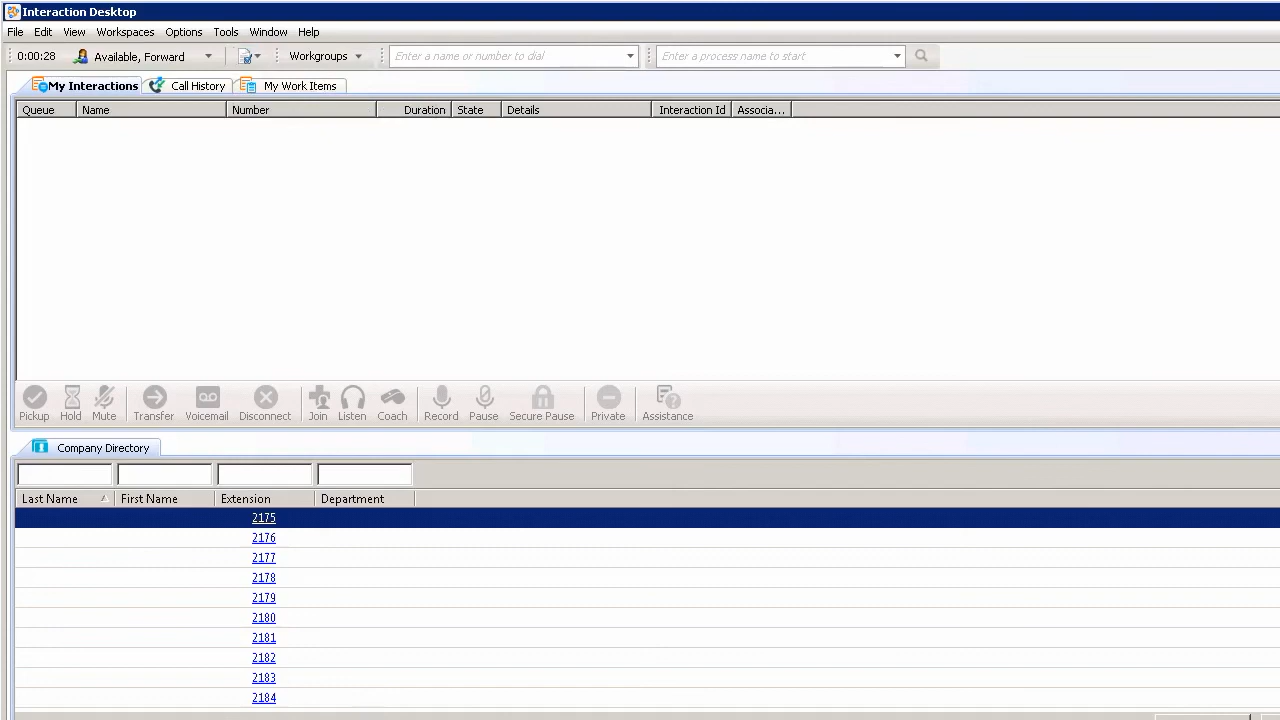 Interaction Desktop
File Edit View Workspaces Options Tools Window Help
0:00:28 Available, Forward Workgroups Enter a name or number to dial Enter a process name to start
My Interactions Call History My Work Items
Queue Name Number Duration State Details Interaction Id Associa...
Pickup Hold Mute Transfer Voicemail Disconnect Join Listen Coach Record Pause Secure Pause Private Assistance
Company Directory
Last Name First Name Extension Department
2175
2176
2177
2178
2179
2180
2181
2182
2183
2184